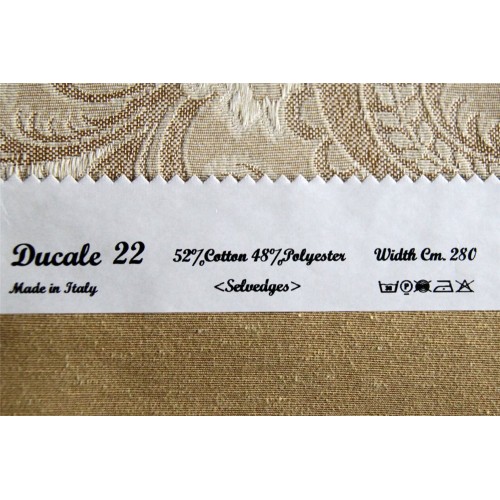 Ducale 22 52%Cotton 48%Polyester Width Cm. 280
Made in Italy <Selvedges>